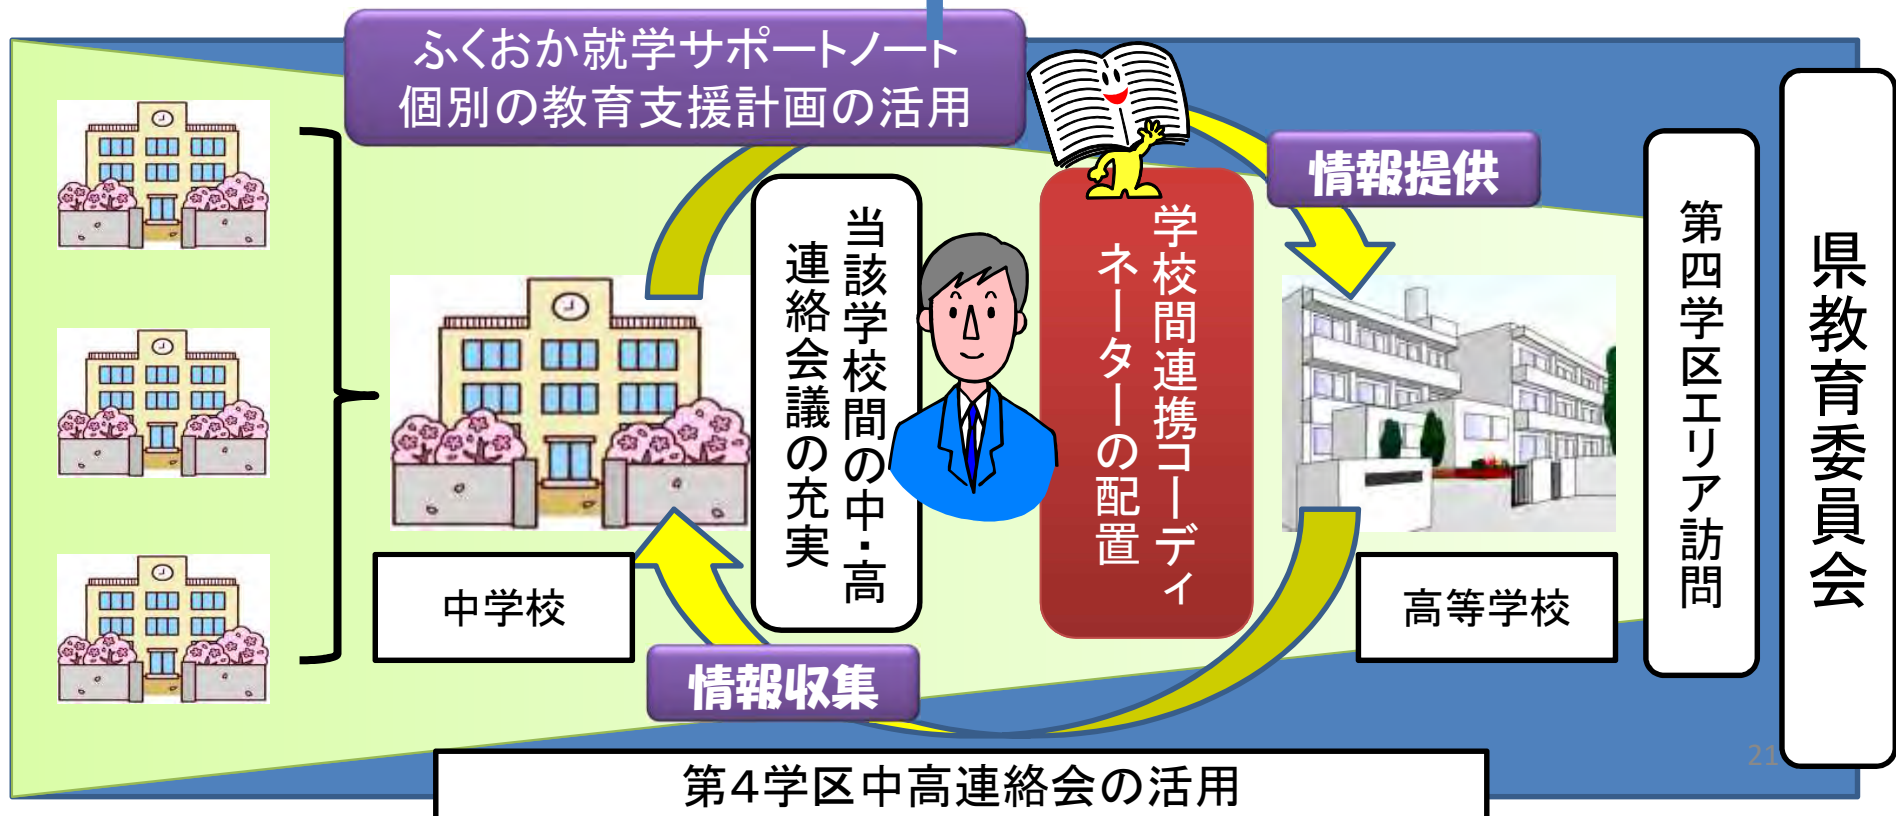 ふくおか就学サポートノート
個別の教育支援計画の活用
情報提供
当該学校間の中・高
連絡会議の充実
学校間連携コーディ
ネーターの配置
第四学区エリア訪問
県教育委員会
中学校
高等学校
情報収集
第4学区中高連絡会の活用
21